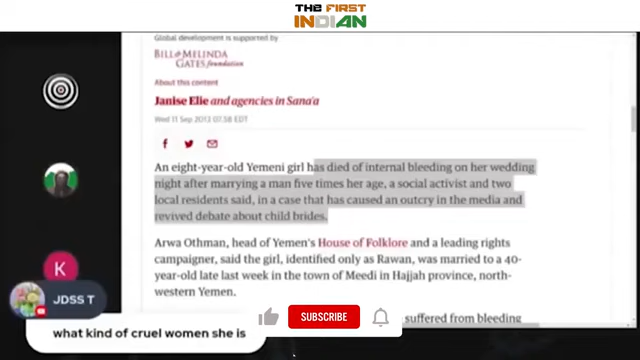 THE FIRST
INDIAN
Global development is supported by
BILL & MELINDA
GATES foundation
About this content
Janise Elie and agencies in Sana'a
Wed 11 Sep 2013 07.58 EDT
An eight-year-old Yemeni girl has died of internal bleeding on her wedding
night after marrying a man five times her age, a social activist and two
local residents said, in a case that has caused an outcry in the media and
revived debate about child brides.
Arwa Othman, head of Yemen's House of Folklore and a leading rights
campaigner, said the girl, identified only as Rawan, was married to a 40-
year-old late last week in the town of Meedi in Hajjah province, north-
western Yemen.
suffered from bleeding
K
JDSS T
SUBSCRIBE
what kind of cruel women she is